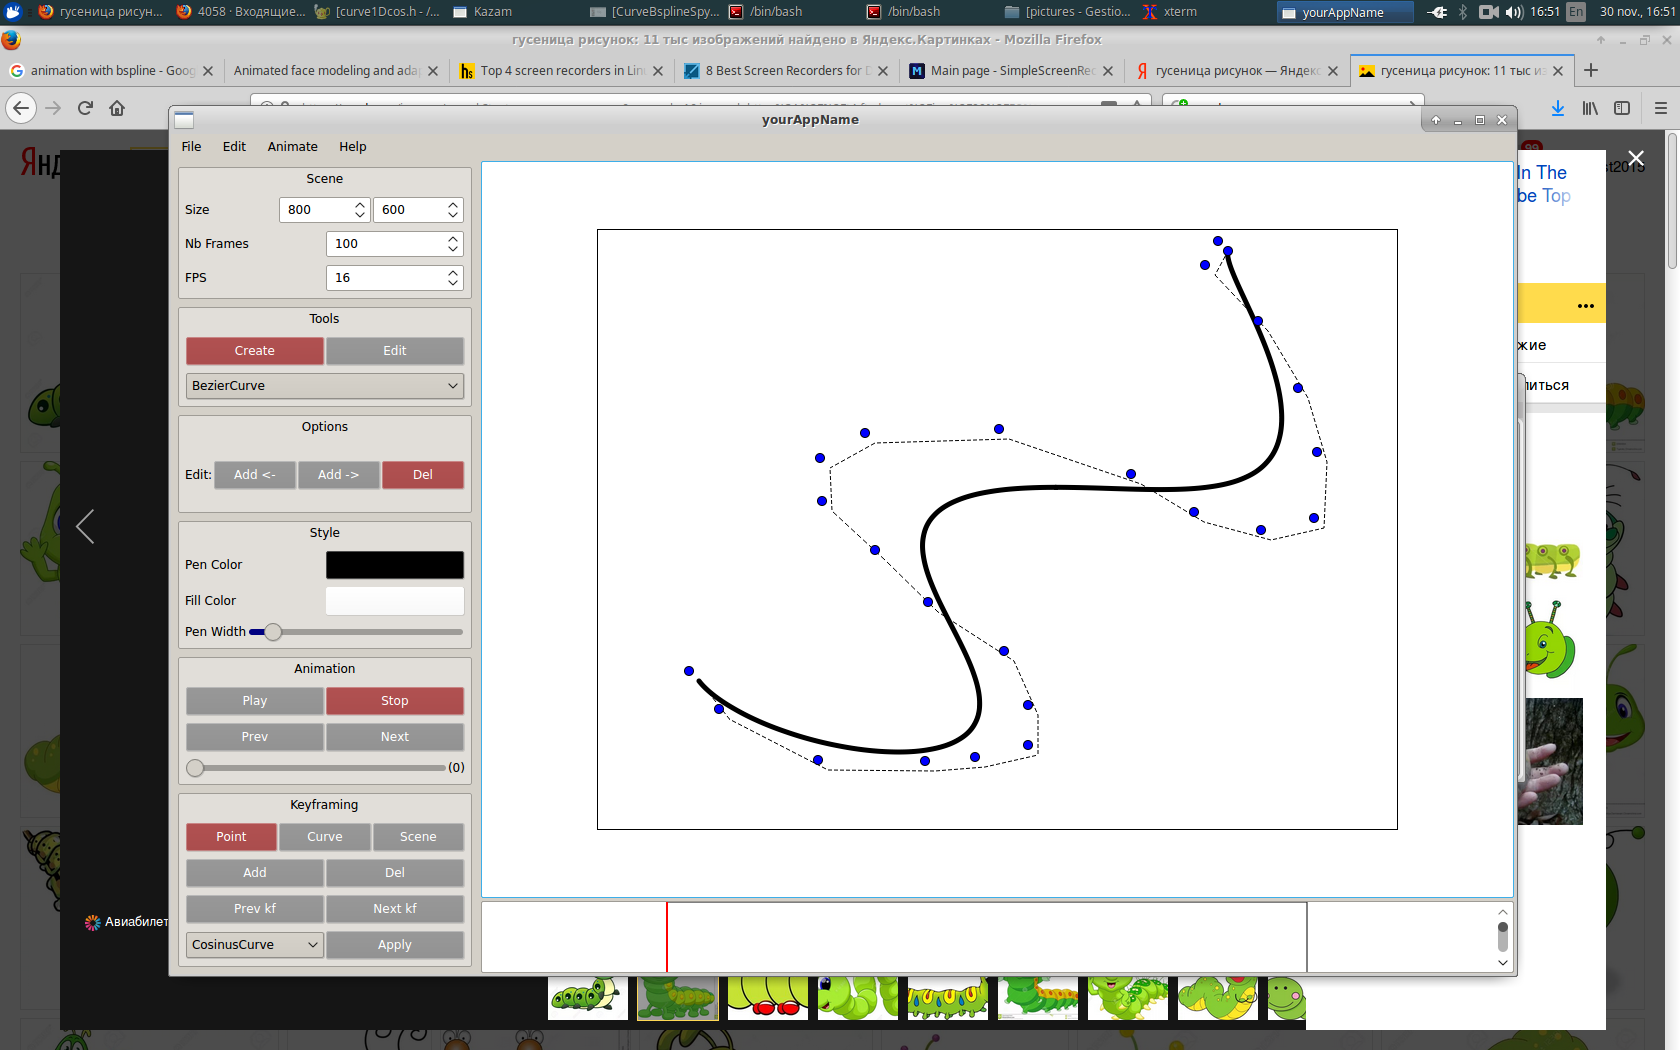 гусеница рисун...
4058 · Входящие...
[curve1Dcos.h - /...
Kazam
[CurveBsplineSpy...
/bin/bash
/bin/bash
[pictures - Gestio...
xterm
yourAppName
16:51
En
30 nov., 16:51
гусеница рисунок: 11 тыс изображений найдено в Яндекс.Картинках - Mozilla Firefox
animation with bspline - Goog
Animated face modeling and ada
Top 4 screen recorders in Lin
8 Best Screen Recorders for D
Main page - SimpleScreenRec
гусеница рисунок — Яндекс
гусеница рисунок: 11 тыс из
yourAppName
File Edit Animate Help
Scene
Size 800 600
Nb Frames 100
FPS 16
Tools
Create Edit
BezierCurve
Options
Edit: Add <- Add -> Del
Style
Pen Color
Fill Color
Pen Width
Animation
Play Stop
Prev Next
(0)
Keyframing
Point Curve Scene
Add Del
Prev kf Next kf
CosinusCurve Apply
Янд
99
st2015
In The
be Top
жие
литься
Авиабилет